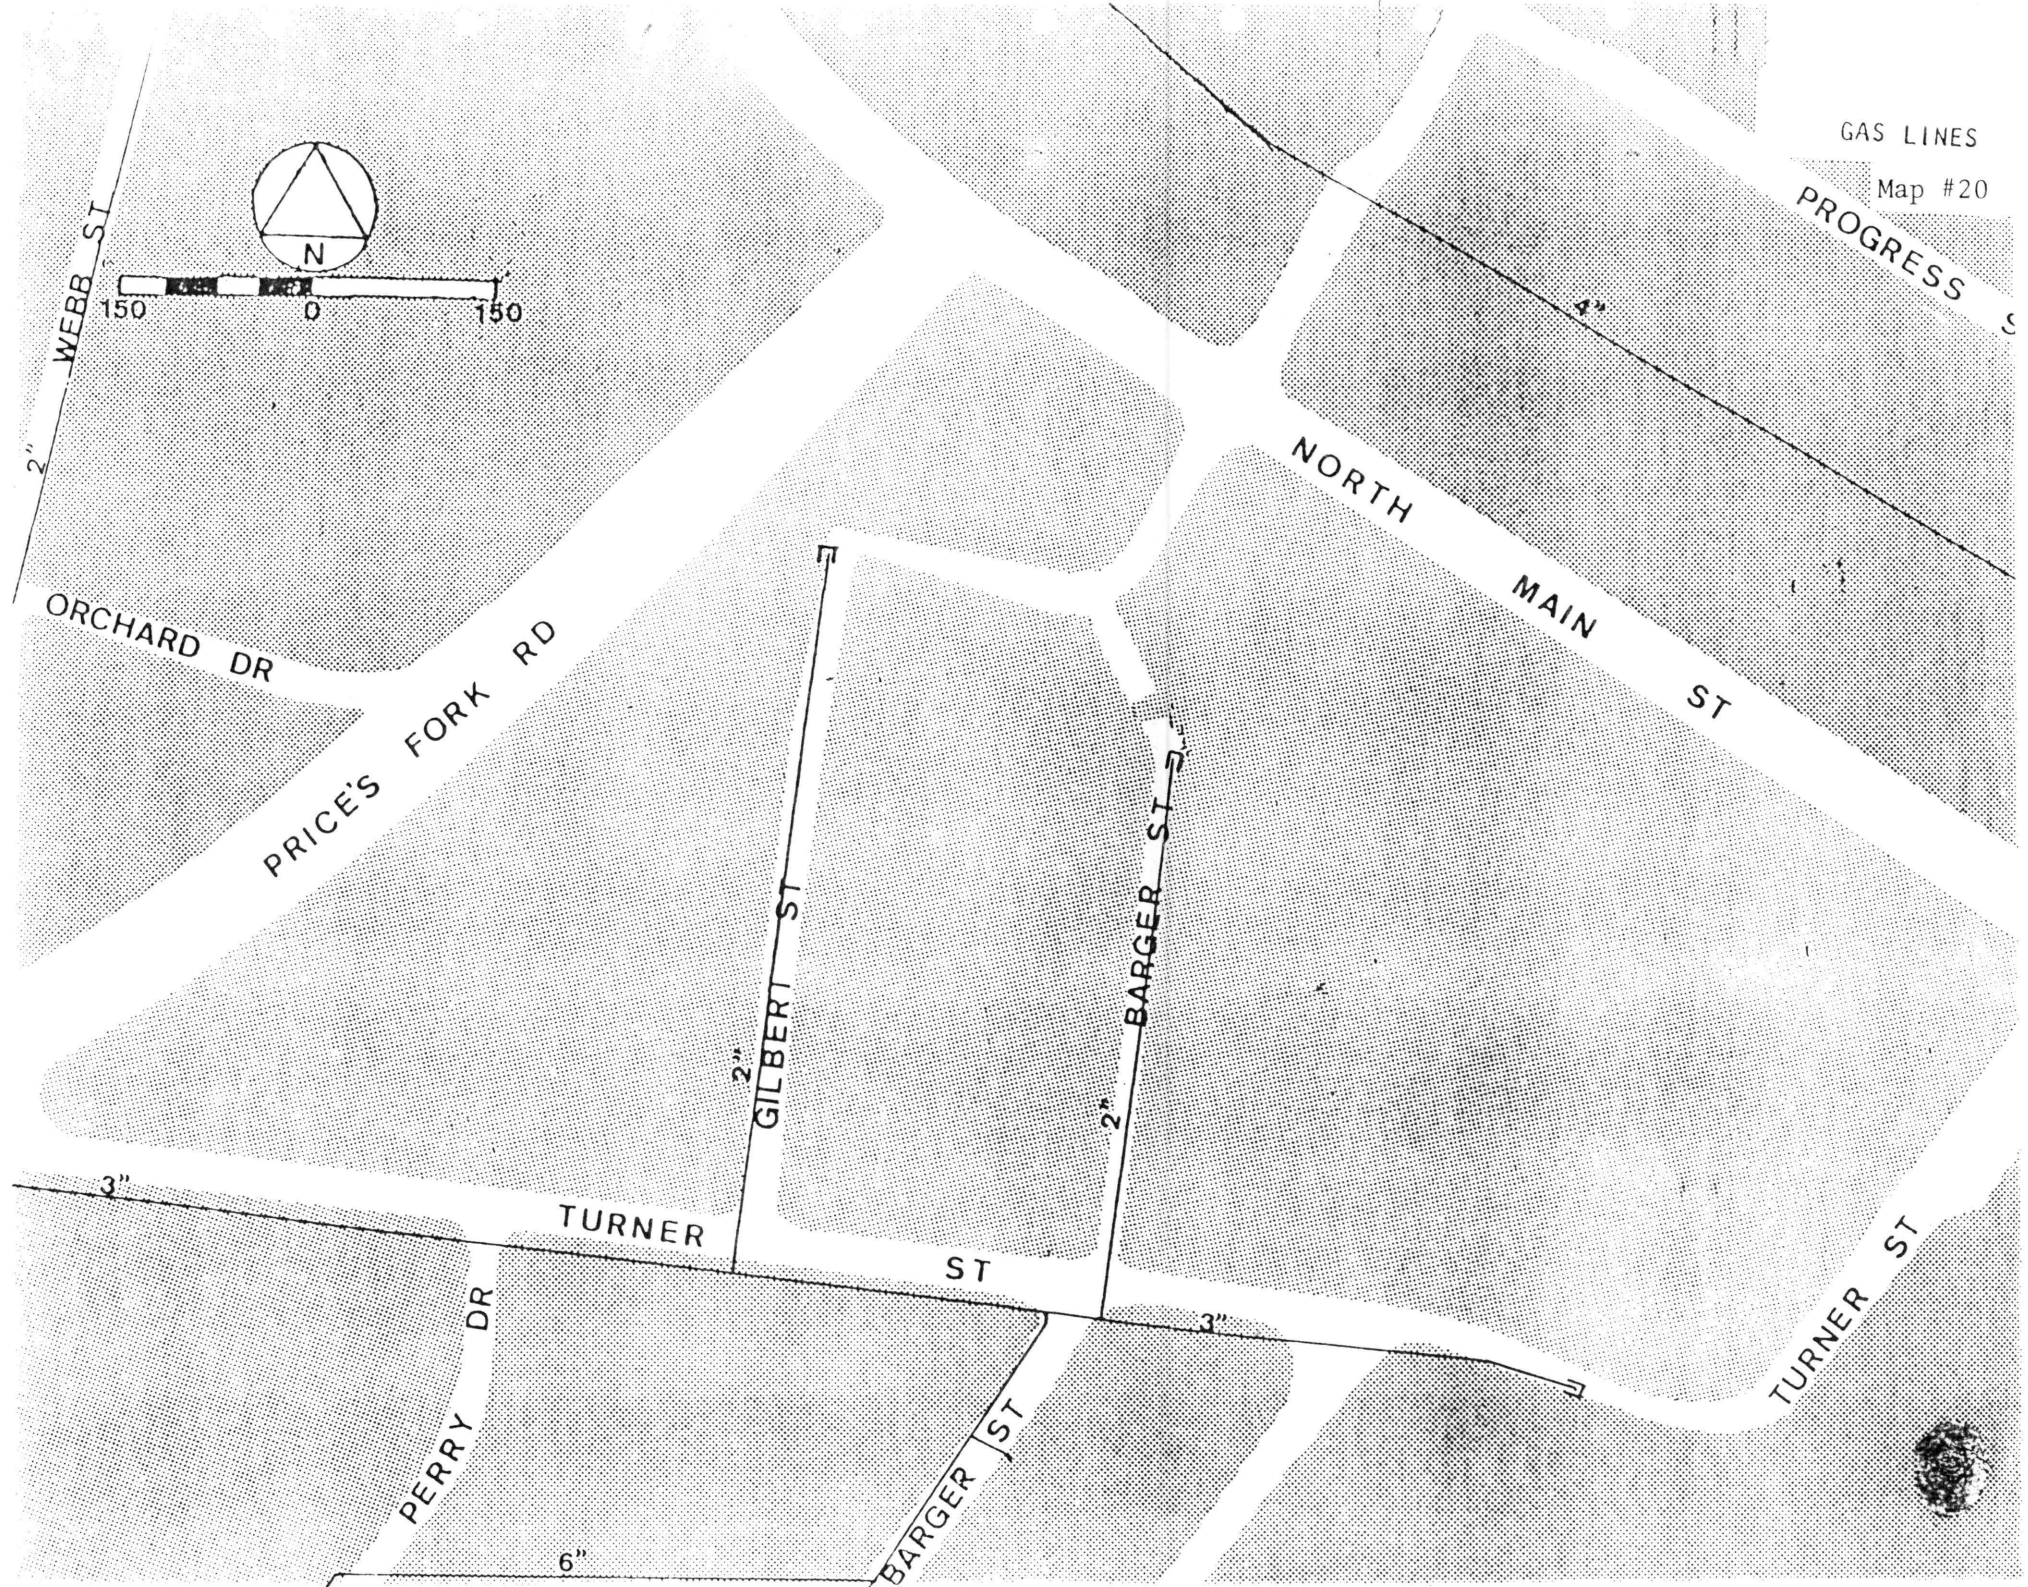 GAS LINES
Map #20
PROGRESS S
WEBB ST
N
150 0 150
4"
2"
NORTH MAIN ST
ORCHARD DR
PRICE'S FORK RD
GILBERT ST
2"
BARGER ST
2"
3"
TURNER ST
3"
TURNER ST
PERRY DR
BARGER ST
6"